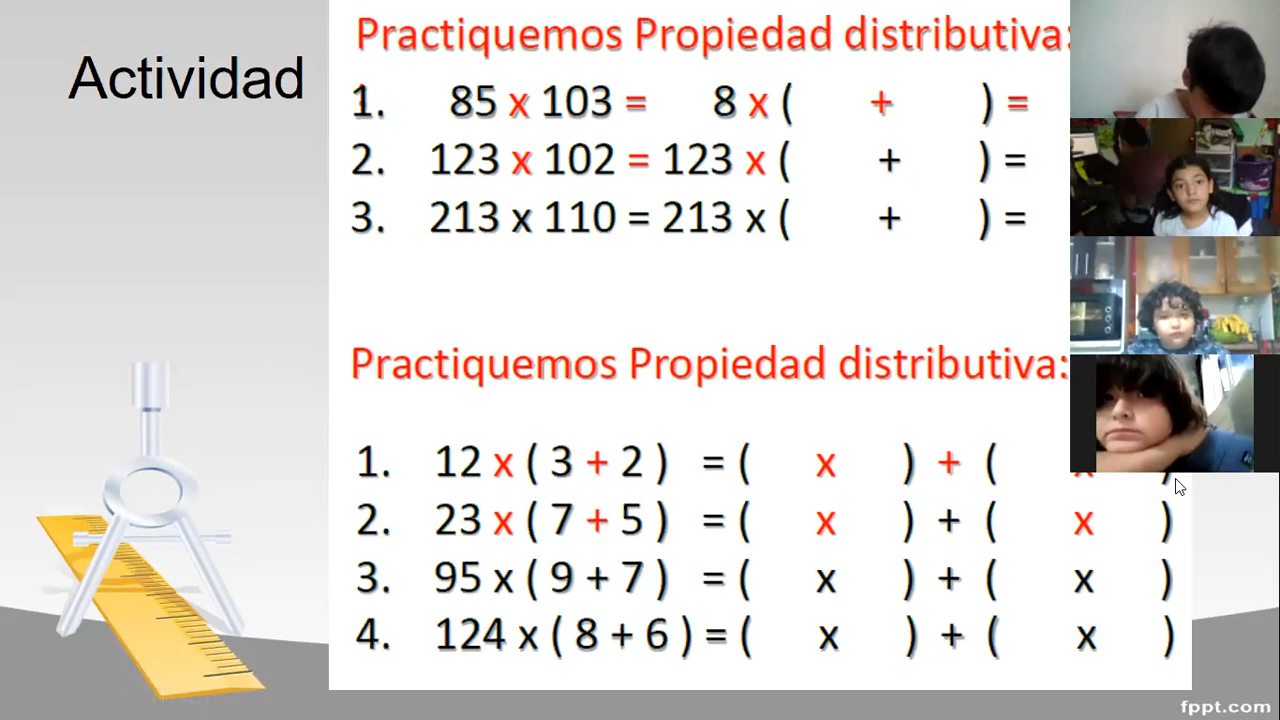 Actividad
Practiquemos Propiedad distributiva:
1. 85 x 103 = 8 x ( + ) =
2. 123 x 102 = 123 x ( + ) =
3. 213 x 110 = 213 x ( + ) =
Practiquemos Propiedad distributiva:
1. 12 x ( 3 + 2 ) = ( x ) + ( x )
2. 23 x ( 7 + 5 ) = ( x ) + ( x )
3. 95 x ( 9 + 7 ) = ( x ) + ( x )
4. 124 x ( 8 + 6 ) = ( x ) + ( x )
fppt.com